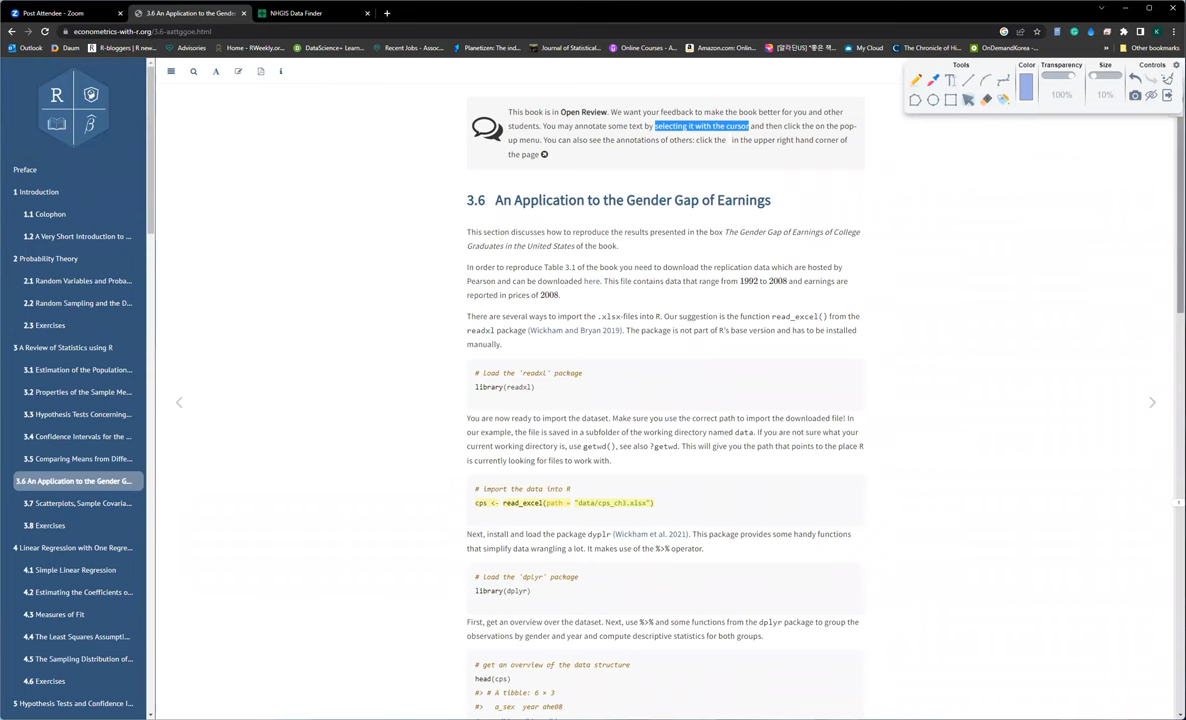 Post Attendee - Zoom
3.6 An Application to the Gender
NHGIS Data Finder
econometrics-with-r.org/3.6-aattggoe.html
Outlook
Daum
R-bloggers | R new...
Advisories
Home - RWeekly.or...
DataScience+ Learn...
Recent Jobs - Assoc...
Planetizen: The ind...
Journal of Statistical...
Online Courses - A...
Amazon.com: Onlin...
[알라딘US] "좋은 책...
My Cloud
The Chronicle of Hi...
OnDemandKorea -
Other bookmarks
Tools
Color
Transparency
Size
Controls
100%
10%
R
β
Preface
1 Introduction
1.1 Colophon
1.2 A Very Short Introduction to ...
2 Probability Theory
2.1 Random Variables and Proba...
2.2 Random Sampling and the D...
2.3 Exercises
3 A Review of Statistics using R
3.1 Estimation of the Population...
3.2 Properties of the Sample Me...
3.3 Hypothesis Tests Concerning...
3.4 Confidence Intervals for the ...
3.5 Comparing Means from Diffe...
3.6 An Application to the Gender G...
3.7 Scatterplots, Sample Covaria...
3.8 Exercises
4 Linear Regression with One Regre...
4.1 Simple Linear Regression
4.2 Estimating the Coefficients o...
4.3 Measures of Fit
4.4 The Least Squares Assumpti...
4.5 The Sampling Distribution of...
4.6 Exercises
5 Hypothesis Tests and Confidence I...
This book is in Open Review. We want your feedback to make the book better for you and other
students. You may annotate some text by selecting it with the cursor and then click the on the pop-
up menu. You can also see the annotations of others: click the in the upper right hand corner of
the page
3.6 An Application to the Gender Gap of Earnings
This section discusses how to reproduce the results presented in the box The Gender Gap of Earnings of College
Graduates in the United States of the book.
In order to reproduce Table 3.1 of the book you need to download the replication data which are hosted by
Pearson and can be downloaded here. This file contains data that range from 1992 to 2008 and earnings are
reported in prices of 2008.
There are several ways to import the .xlsx-files into R. Our suggestion is the function read_excel() from the
readxl package (Wickham and Bryan 2019). The package is not part of R's base version and has to be installed
manually.
# load the 'readxl' package
library(readxl)
You are now ready to import the dataset. Make sure you use the correct path to import the downloaded file! In
our example, the file is saved in a subfolder of the working directory named data. If you are not sure what your
current working directory is, use getwd(), see also ?getwd. This will give you the path that points to the place R
is currently looking for files to work with.
# import the data into R
cps <- read_excel(path = "data/cps_ch3.xlsx")
Next, install and load the package dyplr (Wickham et al. 2021). This package provides some handy functions
that simplify data wrangling a lot. It makes use of the %>% operator.
# load the 'dplyr' package
library(dplyr)
First, get an overview over the dataset. Next, use %>% and some functions from the dplyr package to group the
observations by gender and year and compute descriptive statistics for both groups.
# get an overview of the data structure
head(cps)
#> # A tibble: 6 × 3
#>   a_sex  year ahe08